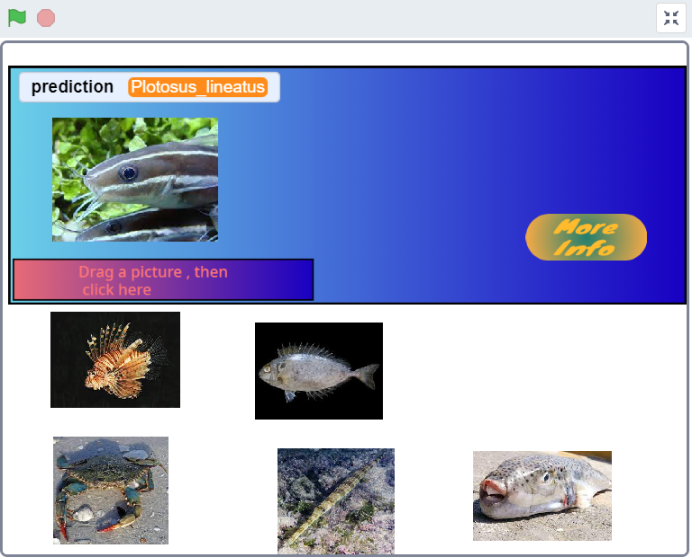 prediction Plotosus_lineatus
More
Info
Drag a picture , then
click here